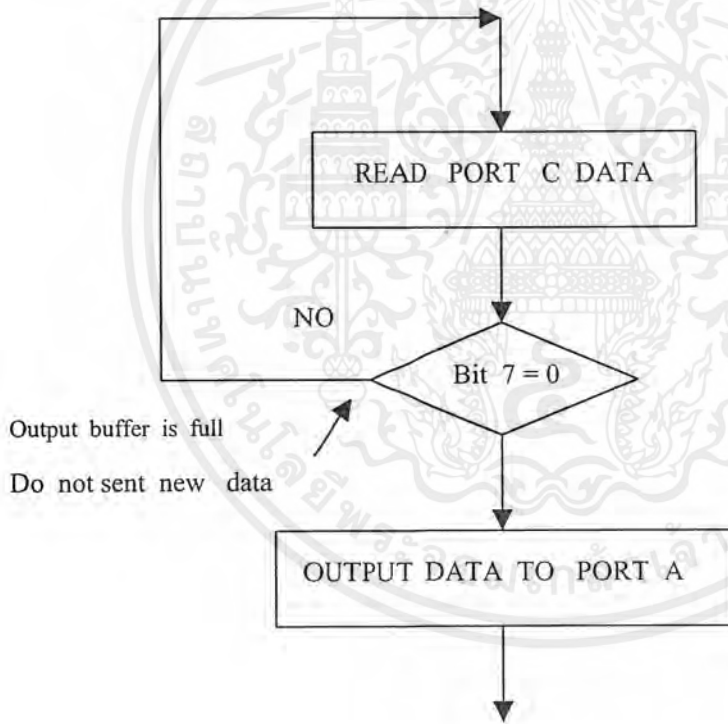 READ PORT C DATA
NO
Bit 7 = 0
Output buffer is full
Do not sent new data
OUTPUT DATA TO PORT A